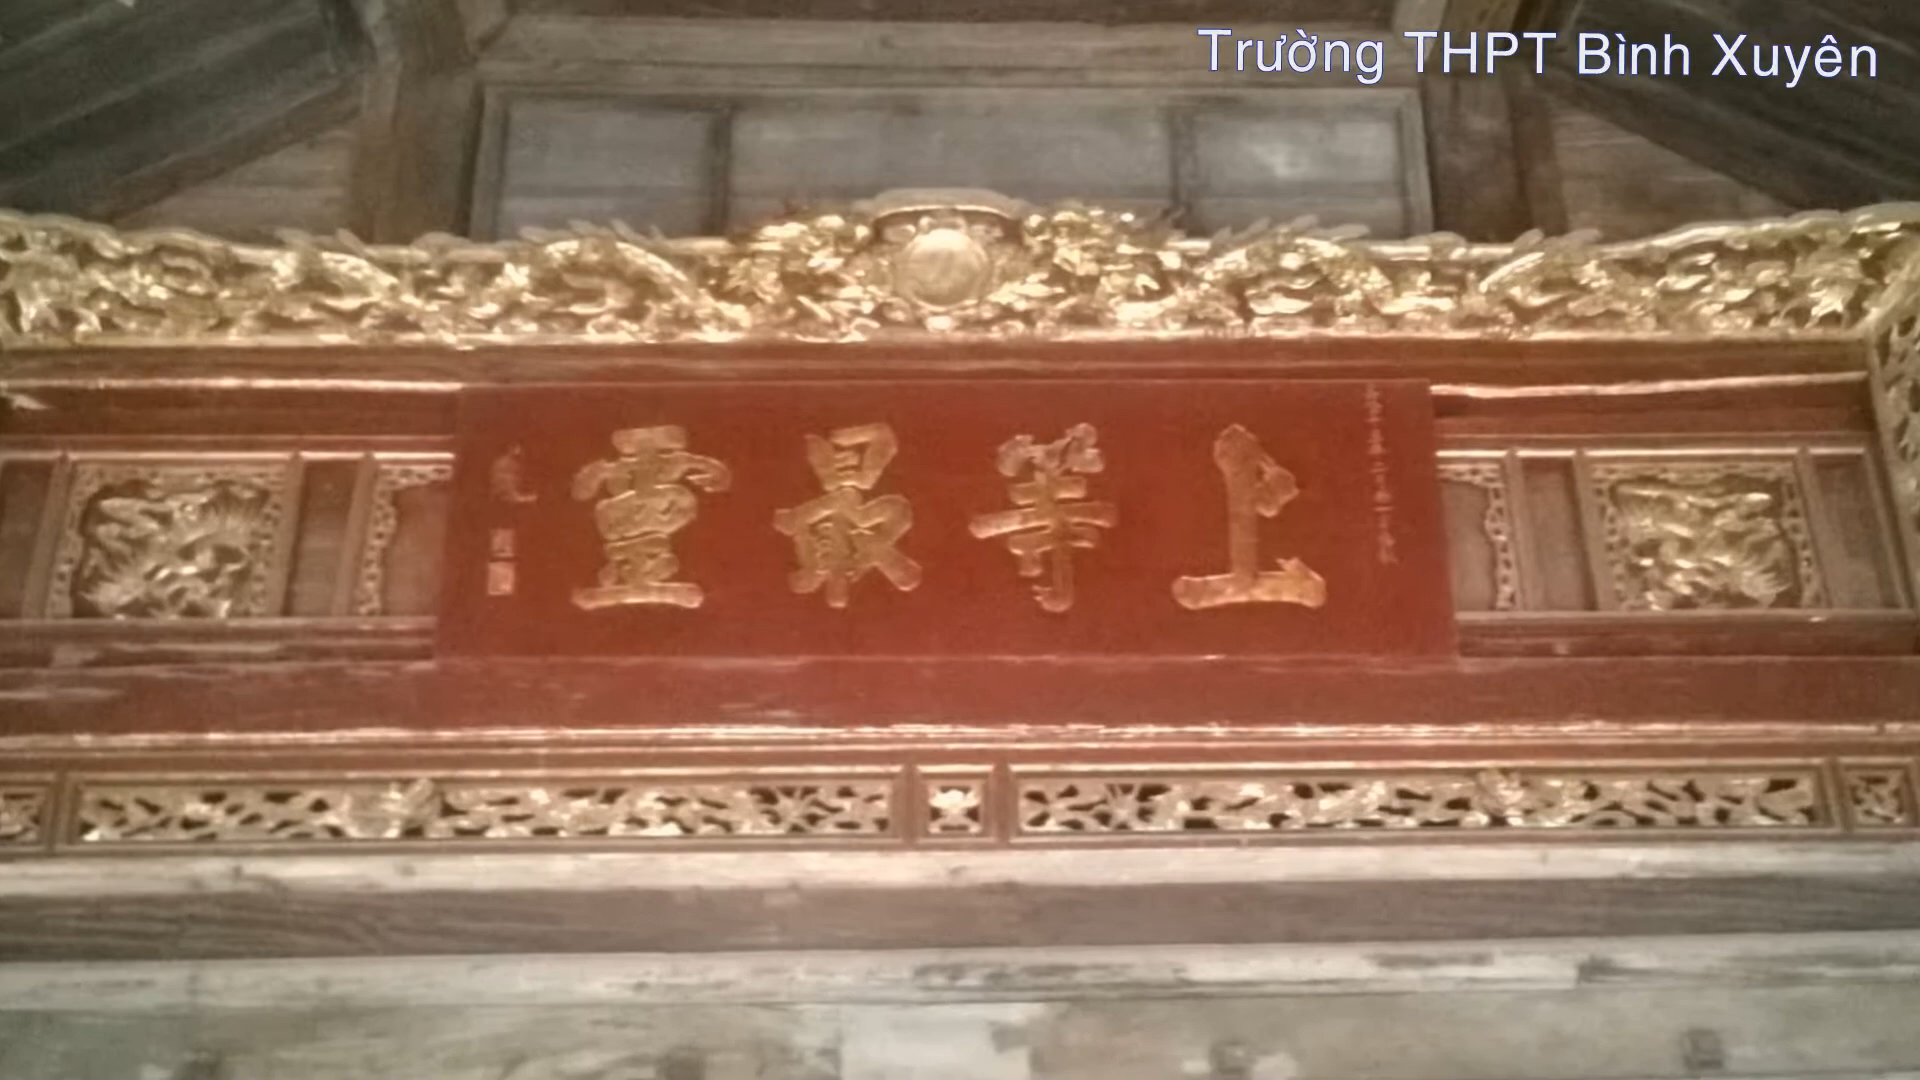 Trường THPT Bình Xuyên
上等最靈